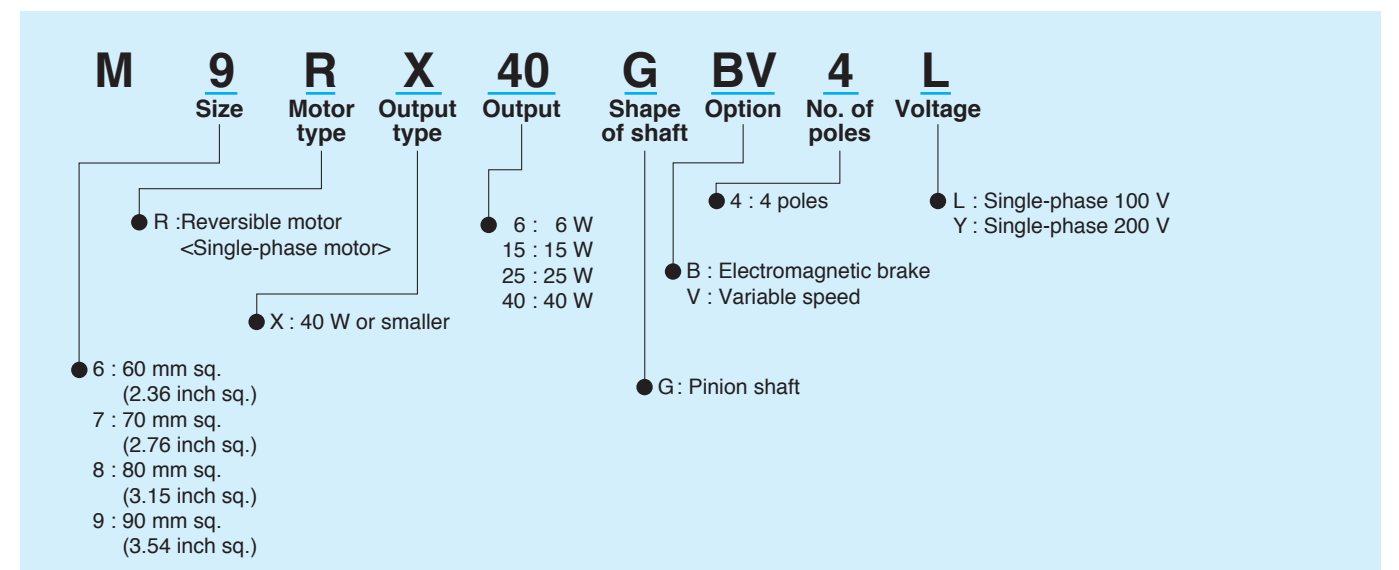 M 9 R X 40 G BV 4 L
Size Motor type Output type Output Shape of shaft Option No. of poles Voltage
R :Reversible motor
<Single-phase motor>
X : 40 W or smaller
6 : 60 mm sq.
(2.36 inch sq.)
7 : 70 mm sq.
(2.76 inch sq.)
8 : 80 mm sq.
(3.15 inch sq.)
9 : 90 mm sq.
(3.54 inch sq.)
6 : 6 W
15 : 15 W
25 : 25 W
40 : 40 W
G : Pinion shaft
B : Electromagnetic brake
V : Variable speed
4 : 4 poles
L : Single-phase 100 V
Y : Single-phase 200 V